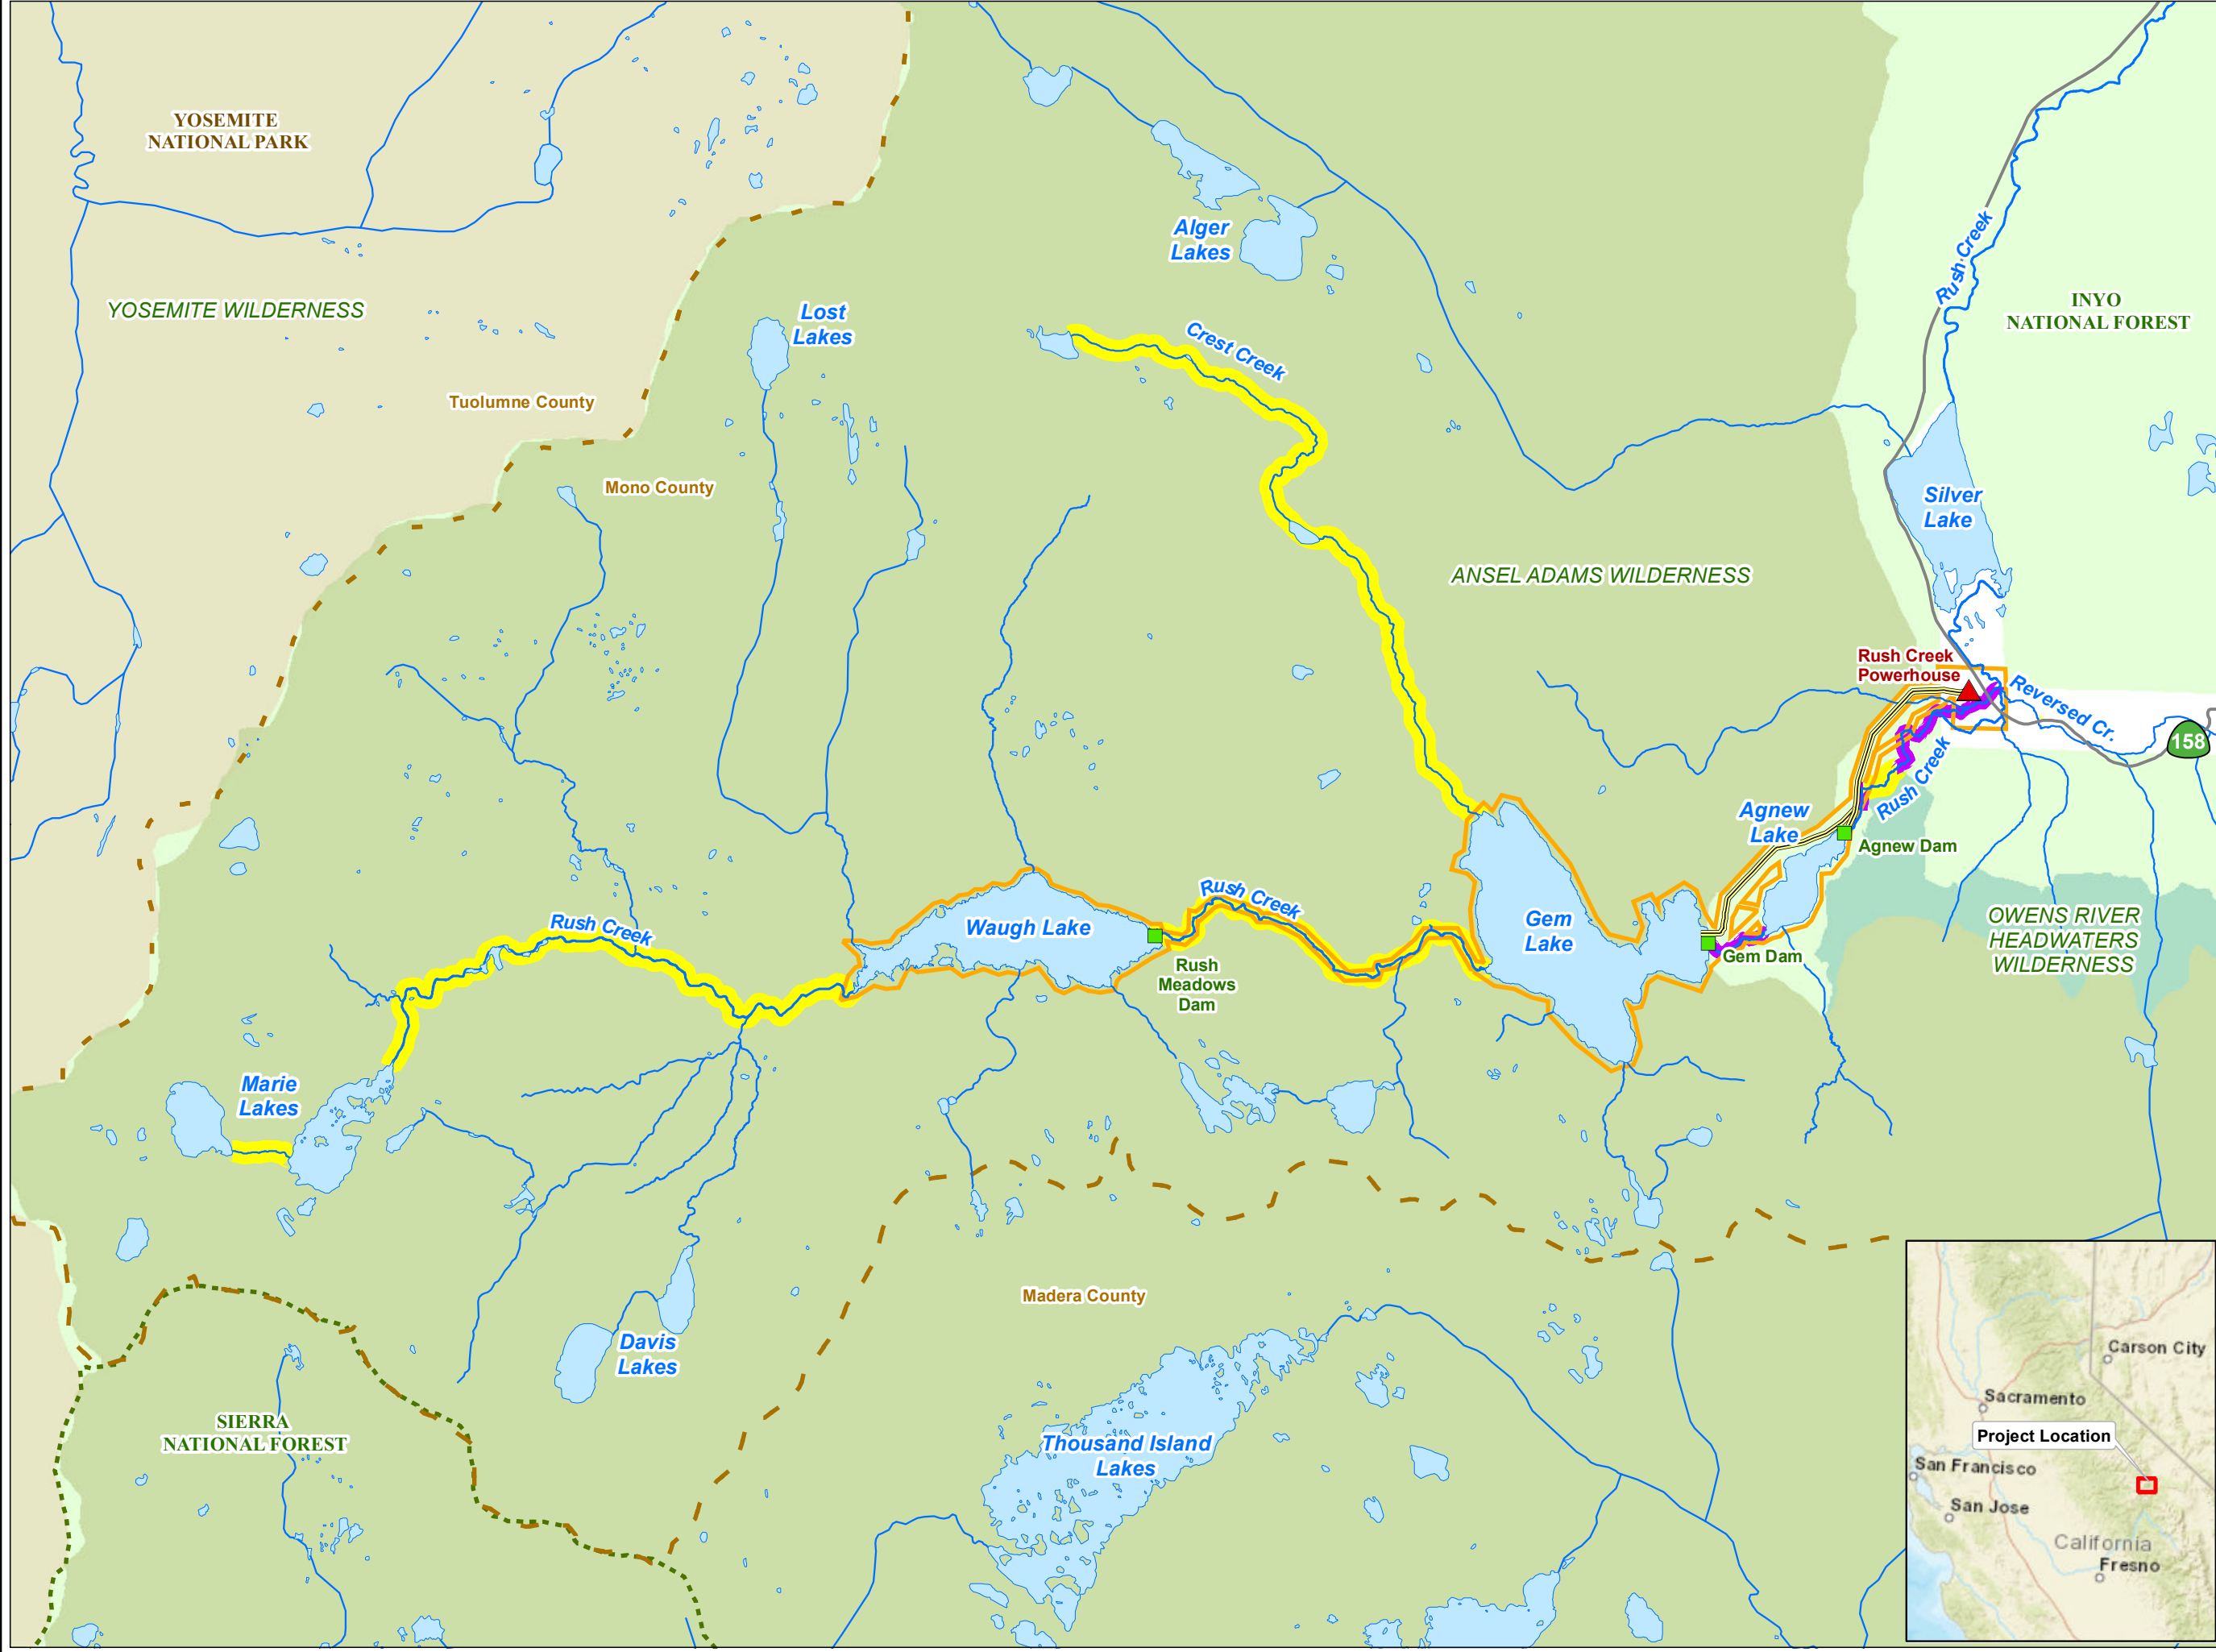 YOSEMITE
NATIONAL PARK
YOSEMITE WILDERNESS
Tuolumne County
Mono County
Lost
Lakes
Alger
Lakes
Crest Creek
Rush Creek
INYO
NATIONAL FOREST
Silver
Lake
ANSEL ADAMS WILDERNESS
Rush Creek
Powerhouse
Reversed Cr.
158
Rush Creek
Agnew
Lake
Agnew Dam
Rush Creek
Waugh Lake
Rush Creek
Rush
Meadows
Dam
Gem
Lake
Gem Dam
OWENS RIVER
HEADWATERS
WILDERNESS
Marie
Lakes
Davis
Lakes
Madera County
SIERRA
NATIONAL FOREST
Thousand Island
Lakes
Carson City
Sacramento
Project Location
San Francisco
San Jose
California
Fresno